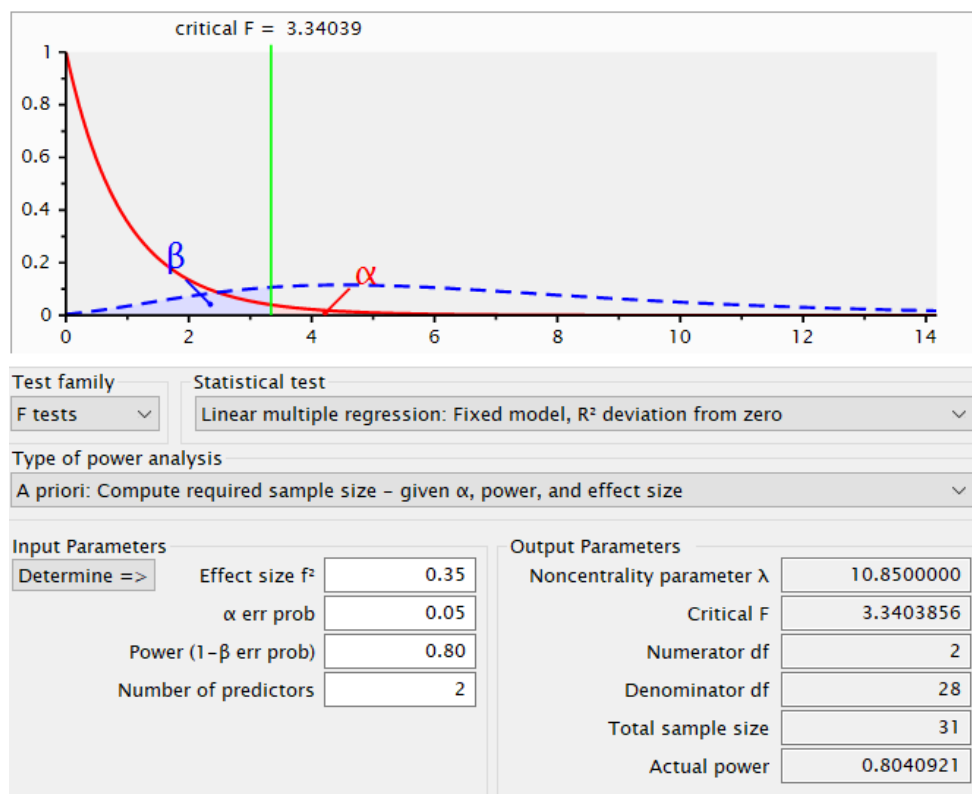 critical F = 3.34039
1
0.8
0.6
0.4
0.2
0
β
α
0 2 4 6 8 10 12 14
Test family
Statistical test
F tests
Linear multiple regression: Fixed model, R² deviation from zero
Type of power analysis
A priori: Compute required sample size – given α, power, and effect size
Input Parameters
Determine =>
Effect size f² 0.35
α err prob 0.05
Power (1-β err prob) 0.80
Number of predictors 2
Output Parameters
Noncentrality parameter λ 10.8500000
Critical F 3.3403856
Numerator df 2
Denominator df 28
Total sample size 31
Actual power 0.8040921